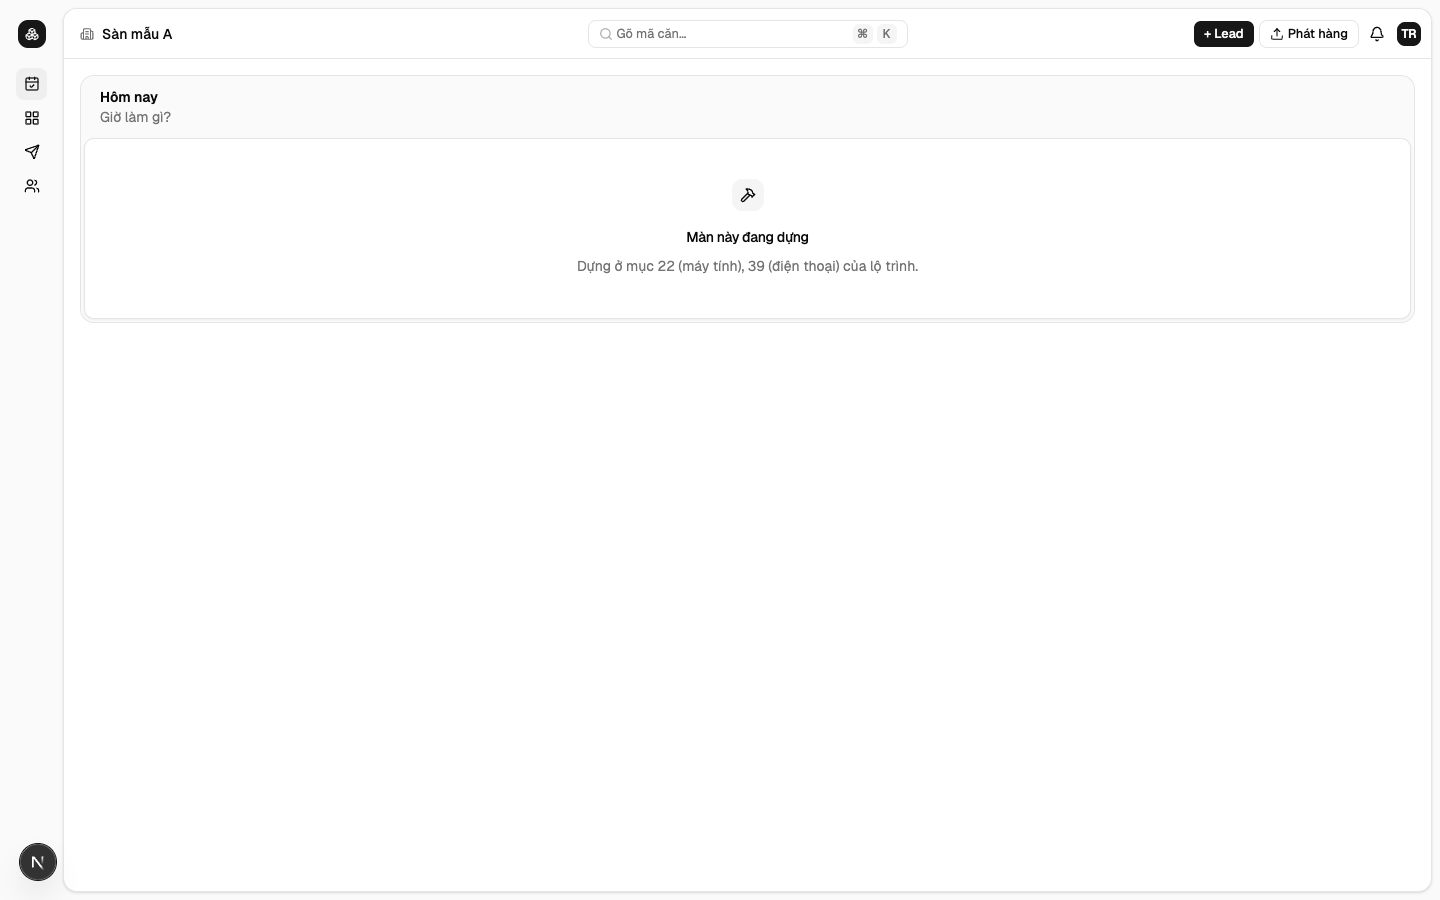 Sàn mẫu A
Gõ mã căn...
⌘ K
+ Lead
Phát hàng
TR
Hôm nay
Giờ làm gì?
Màn này đang dựng
Dựng ở mục 22 (máy tính), 39 (điện thoại) của lộ trình.
N